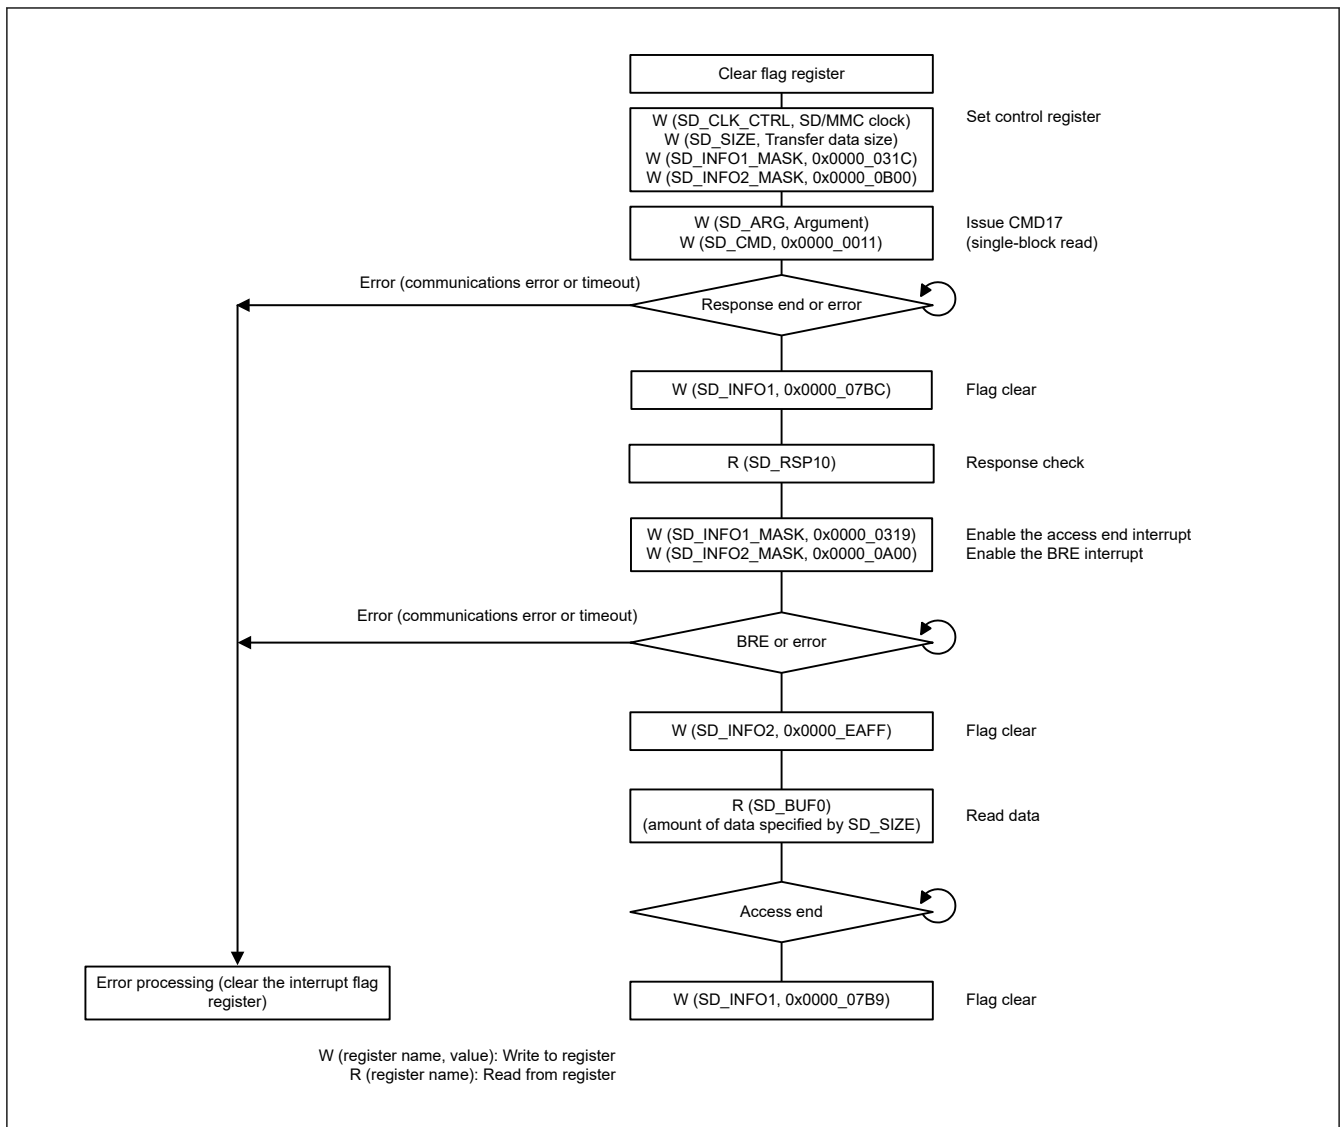 Clear flag register
W (SD_CLK_CTRL, SD/MMC clock)
W (SD_SIZE, Transfer data size)
W (SD_INFO1_MASK, 0x0000_031C)
W (SD_INFO2_MASK, 0x0000_0B00)
Set control register
W (SD_ARG, Argument)
W (SD_CMD, 0x0000_0011)
Issue CMD17
(single-block read)
Error (communications error or timeout)
Response end or error
W (SD_INFO1, 0x0000_07BC)
Flag clear
R (SD_RSP10)
Response check
W (SD_INFO1_MASK, 0x0000_0319)
W (SD_INFO2_MASK, 0x0000_0A00)
Enable the access end interrupt
Enable the BRE interrupt
Error (communications error or timeout)
BRE or error
W (SD_INFO2, 0x0000_EAFF)
Flag clear
R (SD_BUF0)
(amount of data specified by SD_SIZE)
Read data
Access end
Error processing (clear the interrupt flag
register)
W (SD_INFO1, 0x0000_07B9)
Flag clear
W (register name, value): Write to register
R (register name): Read from register